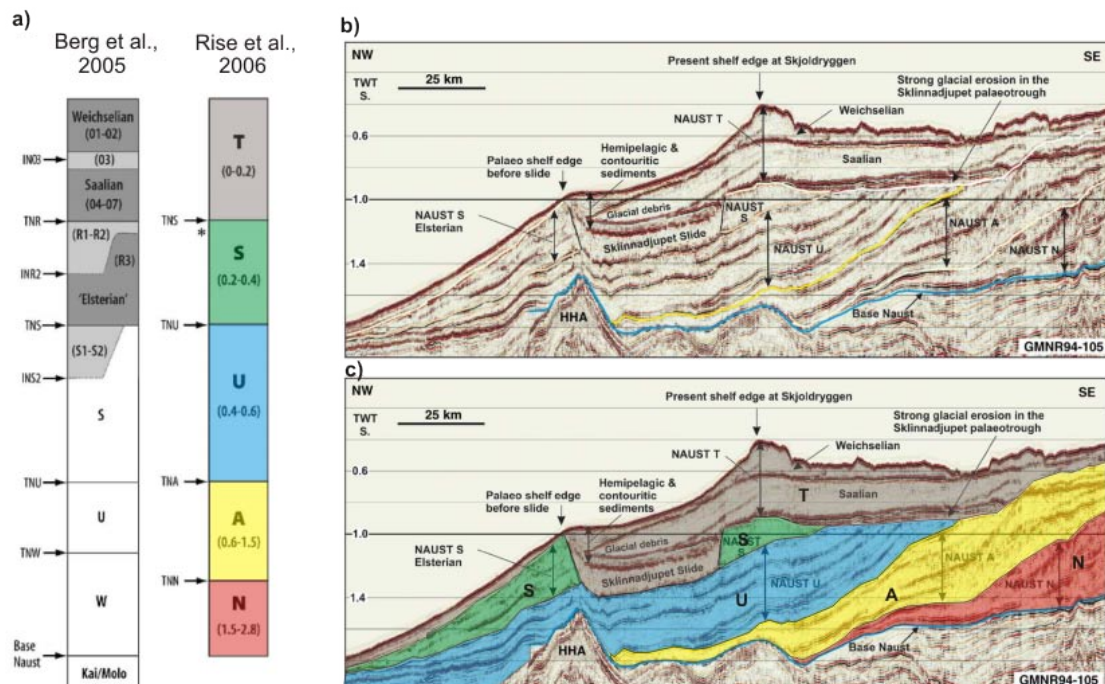 a)
Berg et al.,
2005
Rise et al.,
2006
Weichselian
(01-02)
IN03
(03)
Saalian
(04-07)
TNR
(R1-R2)
(R3)
INR2
'Elsterian'
TNS
(S1-S2)
INS2
S
TNU
U
TNW
W
Base
Naust
Kai/Molo
T
(0-0.2)
TNS
*
S
(0.2-0.4)
TNU
U
(0.4-0.6)
TNA
A
(0.6-1.5)
TNN
N
(1.5-2.8)
b)
NW
SE
25 km
Present shelf edge at Skjoldryggen
TWT
S.
Strong glacial erosion in the
Sklinnadjupet palaeotrough
Weichselian
NAUST T
0.6
Hemipelagic &
contouritic
sediments
Palaeo shelf edge
before slide
Saalian
1.0
NAUST S
Elsterian
Glacial debris
Sklinnadjupet Slide
NAUST
S
NAUST U
NAUST A
NAUST N
1.4
HHA
Base Naust
GMNR94-105
c)
NW
SE
25 km
Present shelf edge at Skjoldryggen
TWT
S.
Strong glacial erosion in the
Sklinnadjupet palaeotrough
Weichselian
NAUST T
0.6
T
Hemipelagic &
contouritic
sediments
Palaeo shelf edge
before slide
Saalian
1.0
NAUST S
Elsterian
Glacial debris
Sklinnadjupet Slide
S
NAUST
S
S
NAUST U
U
NAUST A
A
NAUST N
N
1.4
HHA
Base Naust
GMNR94-105